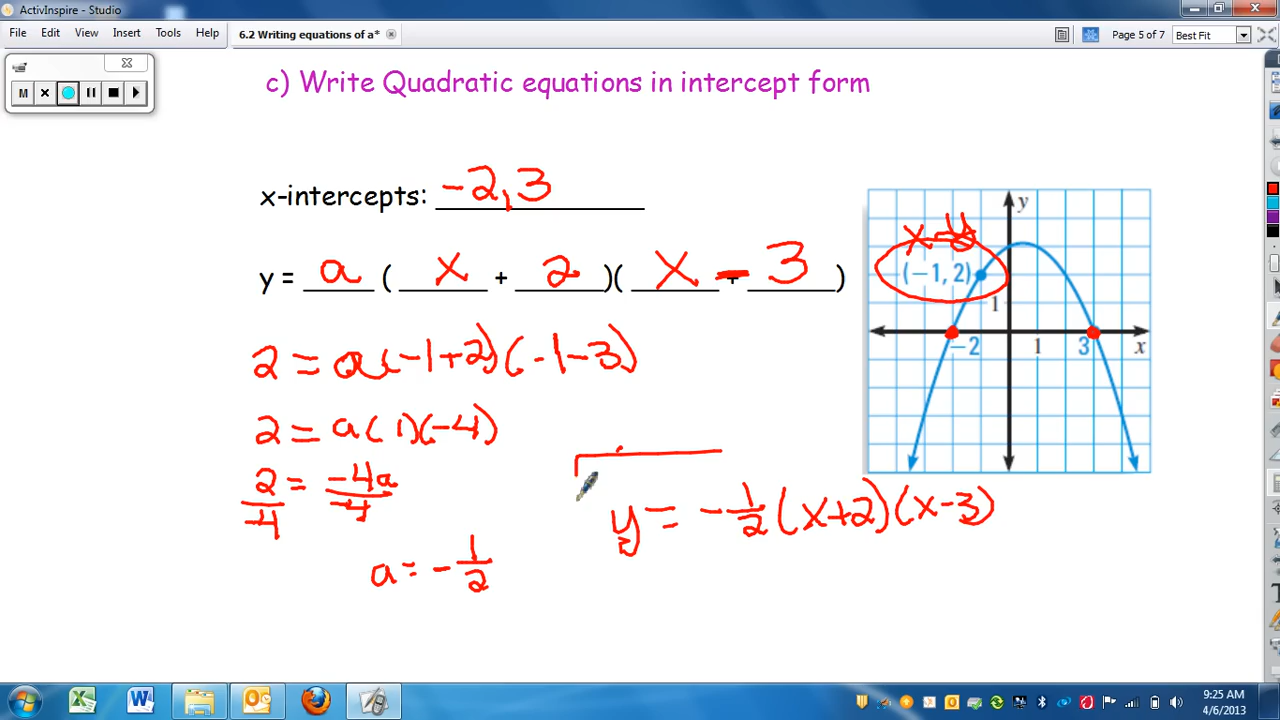 ActivInspire - Studio
File Edit View Insert Tools Help
6.2 Writing equations of a*
Page 5 of 7
Best Fit
M
c) Write Quadratic equations in intercept form
x-intercepts: -2, 3
y = a ( x + 2 )( x - 3 )
2 = a(-1+2)(-1-3)
2 = a(1)(-4)
2/-4 = -4a/-4
a = -1/2
y = -1/2 (x+2)(x-3)
x y
y
(-1, 2)
1
-2
1
3
x
9:25 AM
4/6/2013